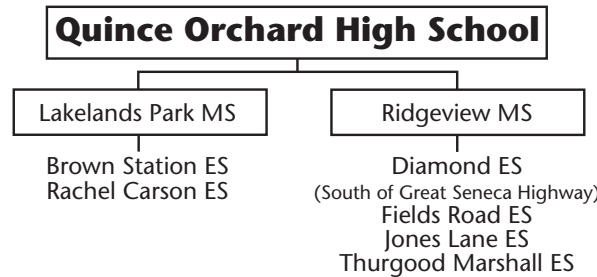 Quince Orchard High School
Lakelands Park MS
Brown Station ES
Rachel Carson ES
Ridgeview MS
Diamond ES
(South of Great Seneca Highway)
Fields Road ES
Jones Lane ES
Thurgood Marshall ES